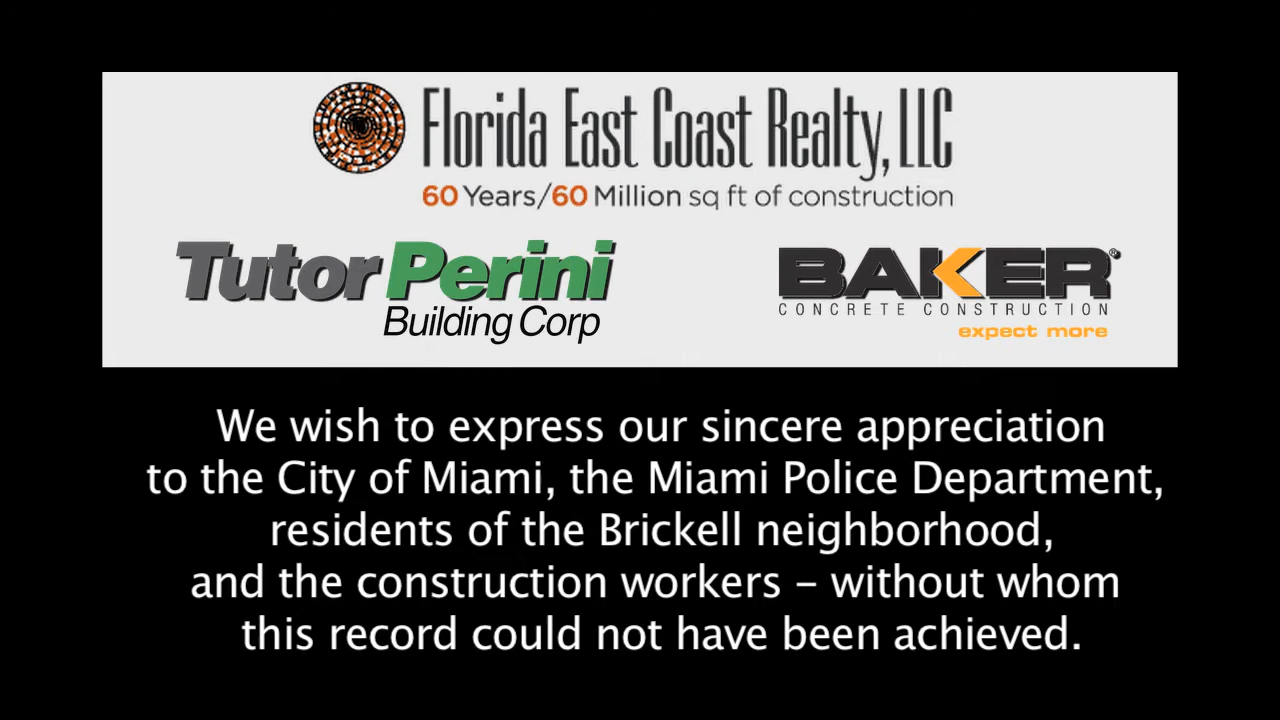 Florida East Coast Realty, LLC
60 Years/60 Million sq ft of construction
Tutor Perini
Building Corp
BAKER®
CONCRETE CONSTRUCTION
expect more
We wish to express our sincere appreciation
to the City of Miami, the Miami Police Department,
residents of the Brickell neighborhood,
and the construction workers – without whom
this record could not have been achieved.